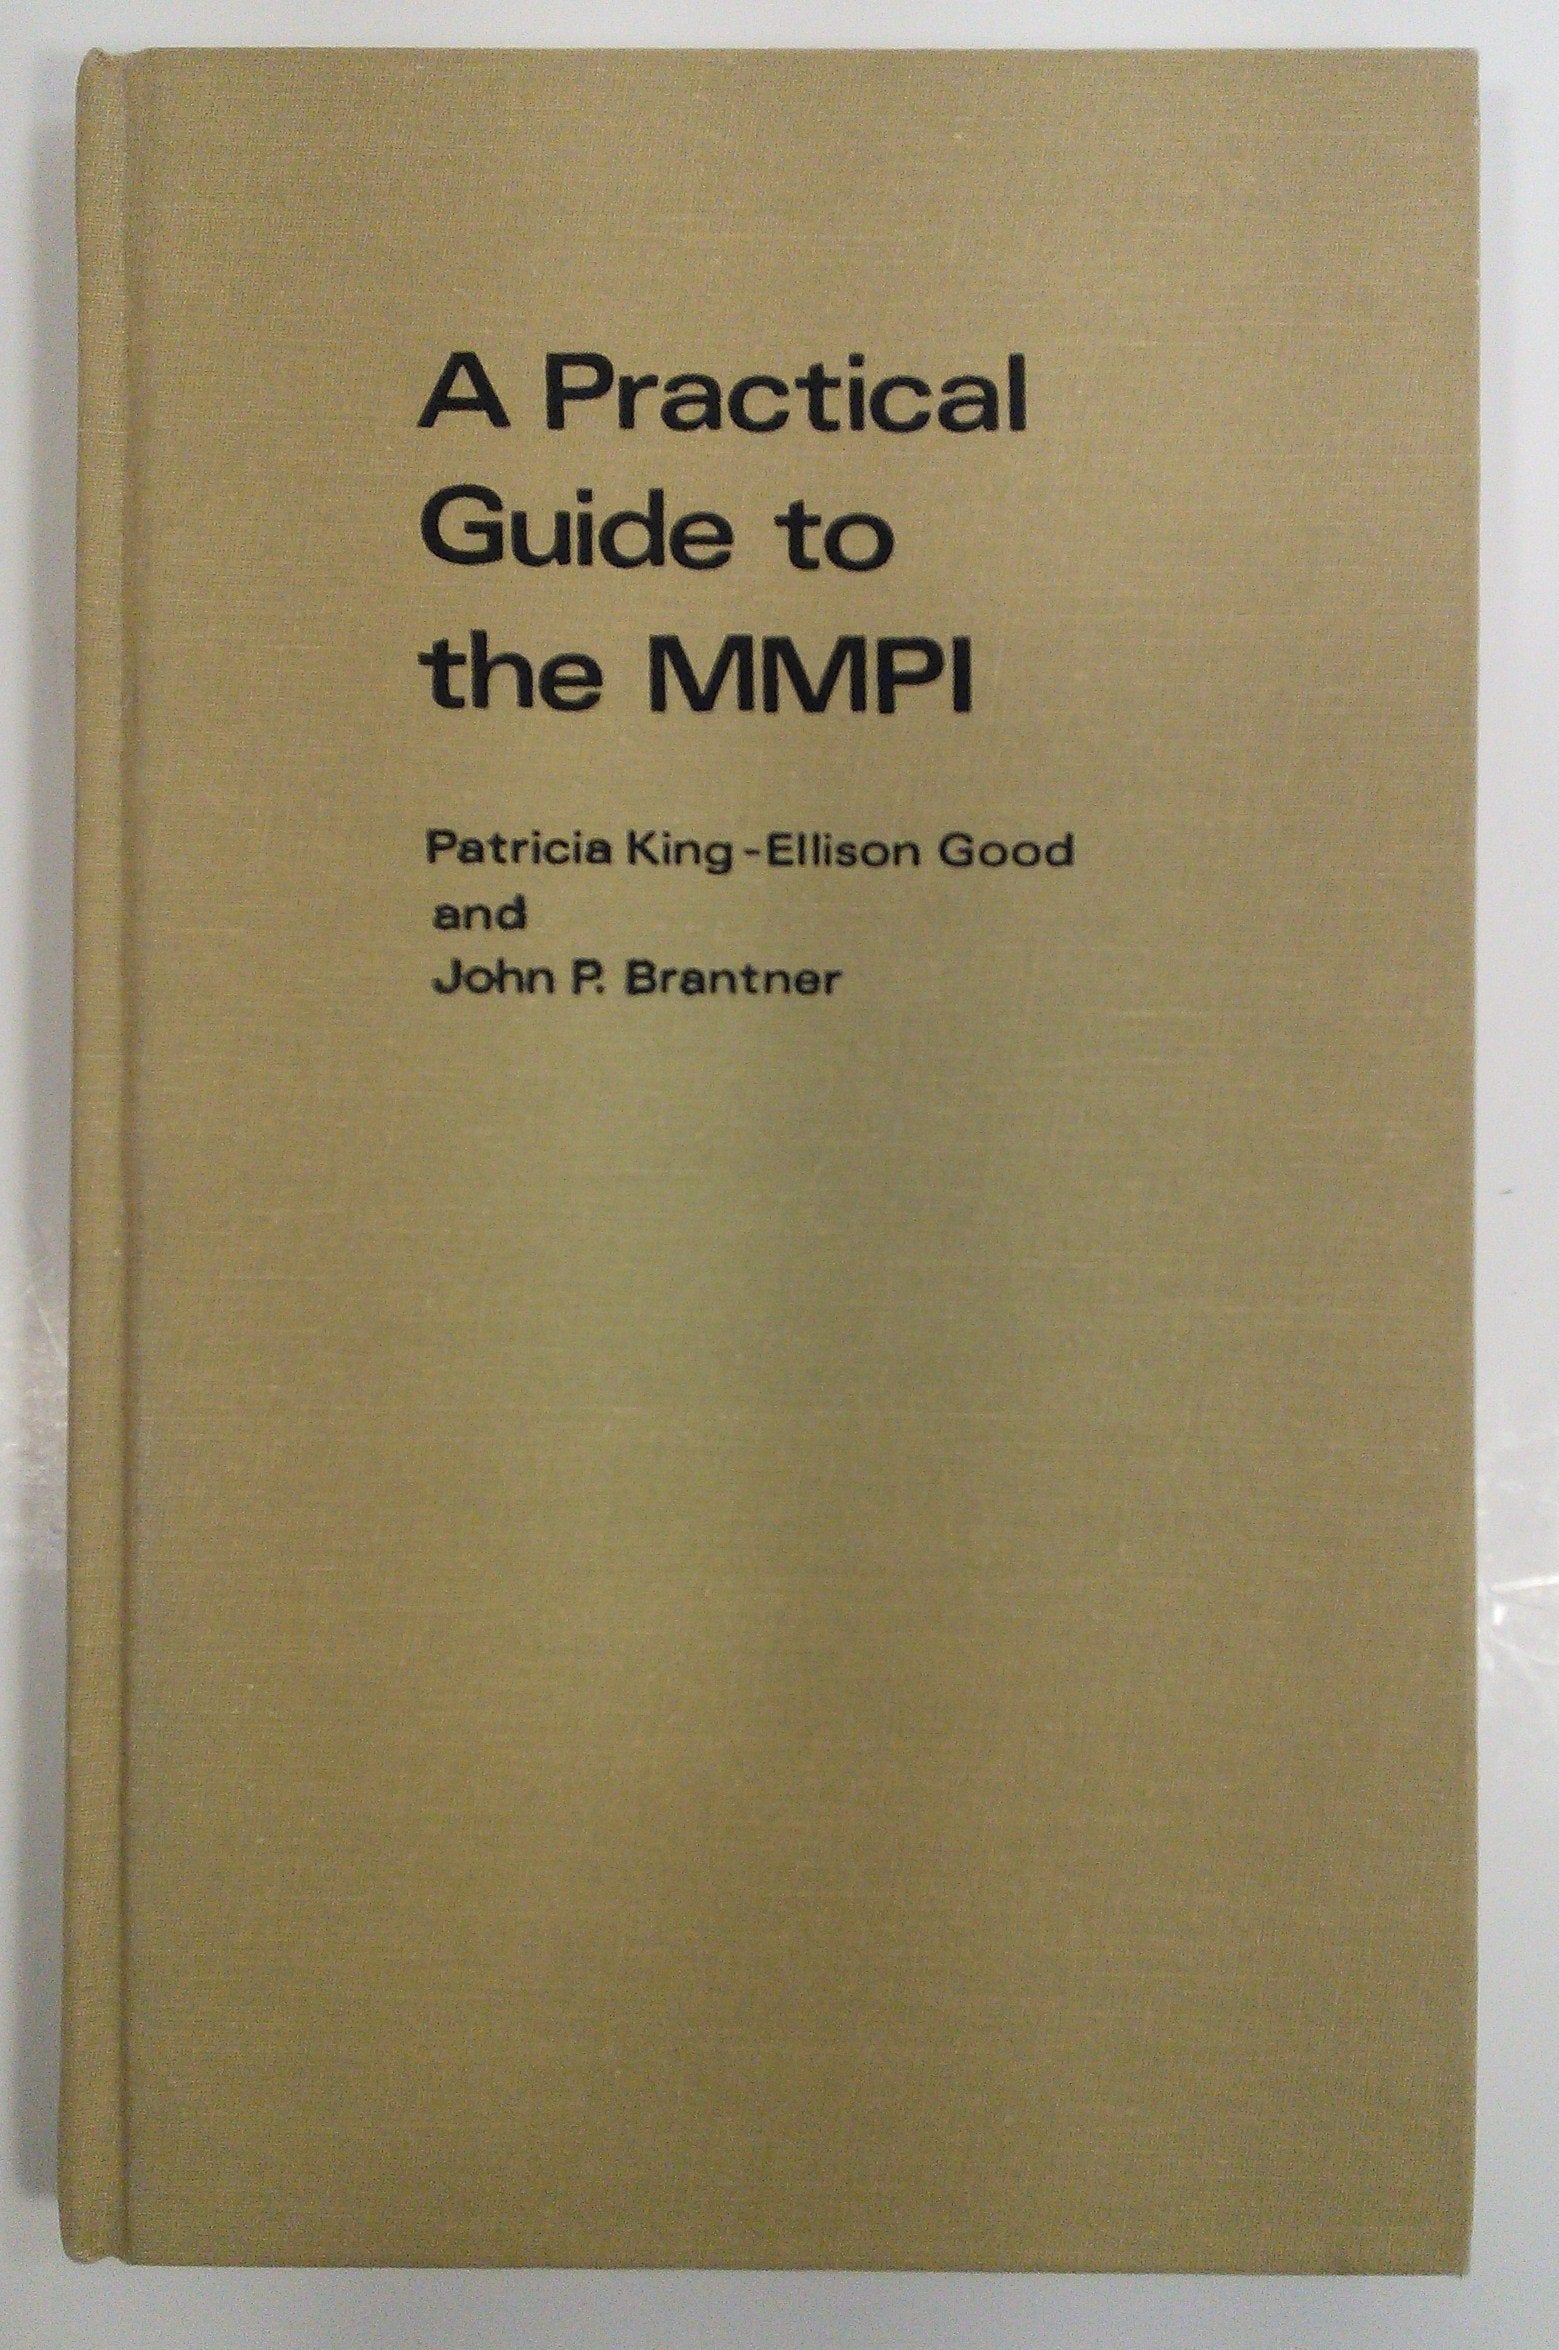 A Practical
Guide to
the MMPI
Patricia King-Ellison Good
and
John P. Brantner